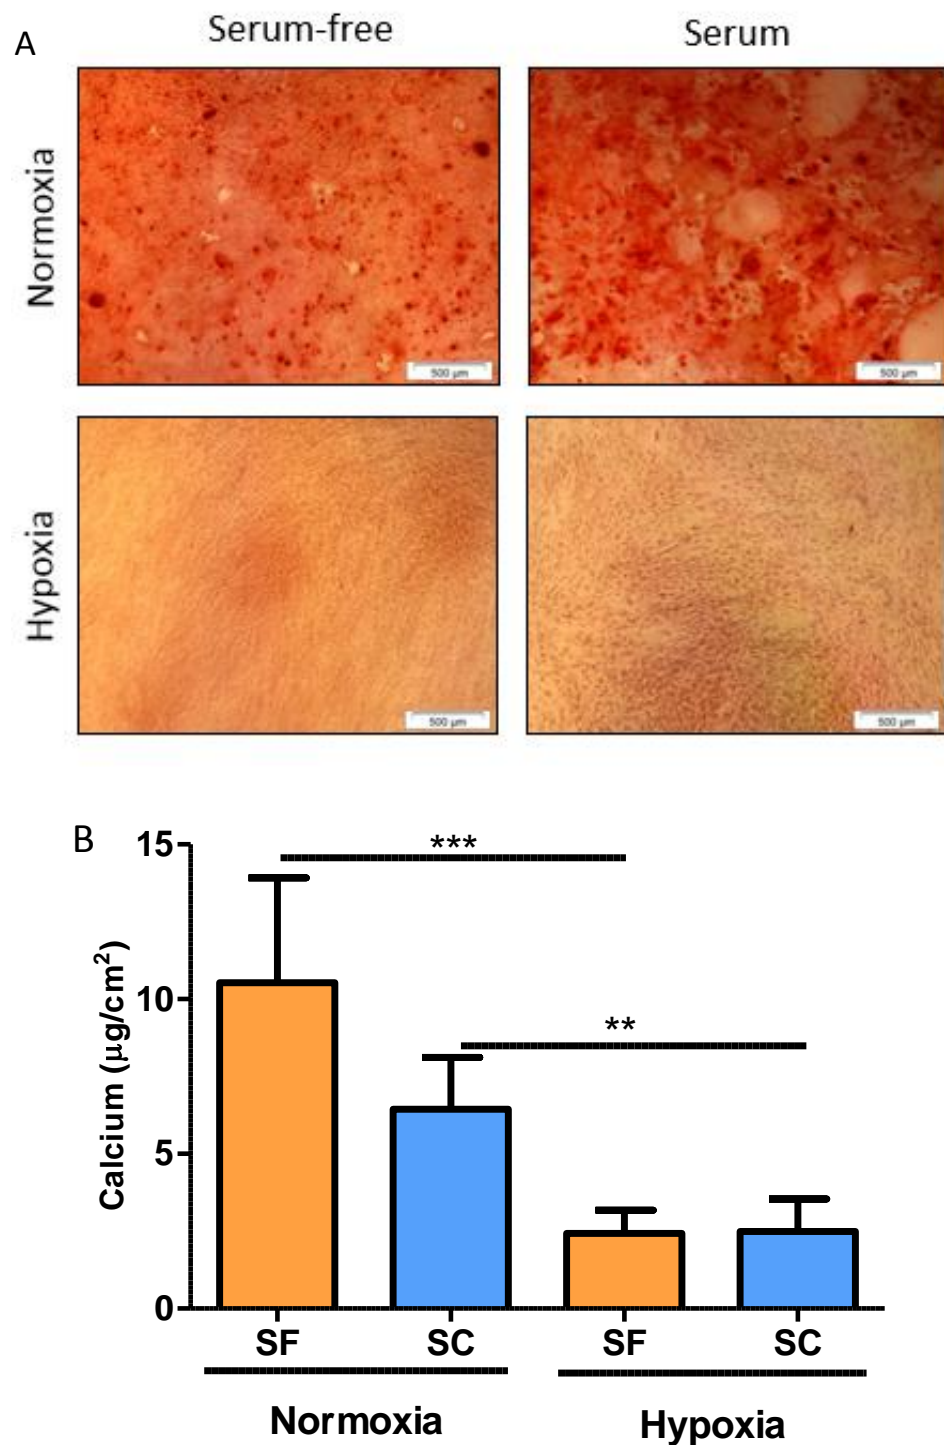 A
Serum-free
Serum
Normoxia
500 µm
500 µm
Hypoxia
500 µm
500 µm
B
15
***
10
**
5
0
Calcium (µg/cm²)
SF
SC
SF
SC
Normoxia
Hypoxia